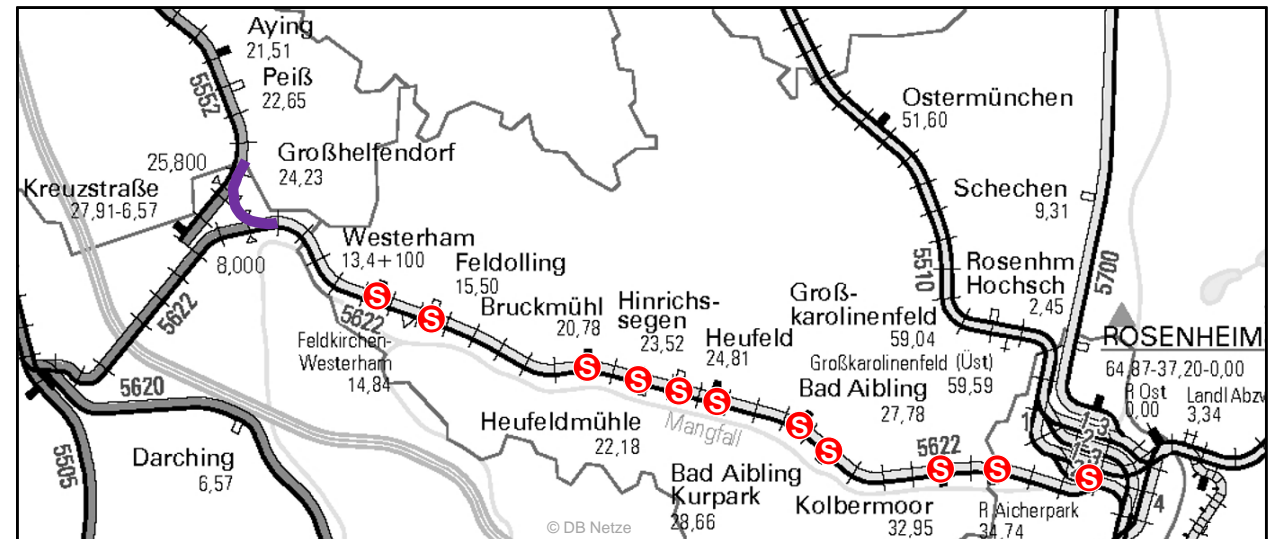 Aying
21,51
Peiß
22,65
5552
25,800
Großhelfendorf
24,23
Kreuzstraße
27,91-6,57
8,000
Westerham
13,4+100
Feldolling
15,50
5622
5622
Feldkirchen-
Westerham
14,84
Bruckmühl
20,78
Hinrichs-
segen
23,52
Heufeld
24,81
Groß-
karolinenfeld
59,04
Großkarolinenfeld (Üst)
59,59
Bad Aibling
27,78
Ostermünchen
51,60
Schechen
9,31
5510
Rosenhm
Hochsch
2,45
5700
ROSENHEIM
64,87-37,20-0,00
R Ost
0,00
Landl Abzw
3,34
5620
5505
Darching
6,57
Heufeldmühle
22,18
Mangfall
Bad Aibling
Kurpark
28,66
5622
Kolbermoor
32,95
R Aicherpark
34,74
1
1-3
2
4
S
S
S
S
S
S
S
S
S
S
S
© DB Netze